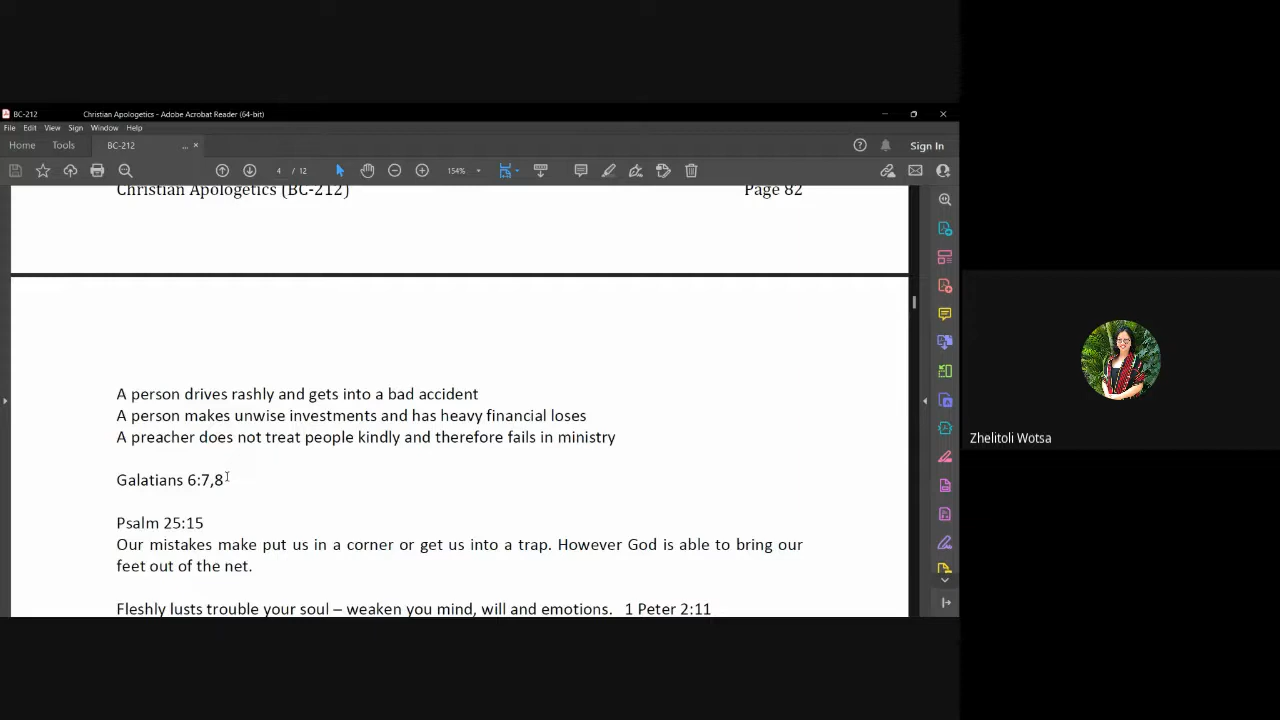 BC-212 Christian Apologetics - Adobe Acrobat Reader (64-bit)
File Edit View Sign Window Help
Home Tools BC-212 ... × Sign In
4 / 12 154%
Christian Apologetics (BC-212) Page 82
A person drives rashly and gets into a bad accident
A person makes unwise investments and has heavy financial loses
A preacher does not treat people kindly and therefore fails in ministry
Galatians 6:7,8
Psalm 25:15
Our mistakes make put us in a corner or get us into a trap. However God is able to bring our
feet out of the net.
Fleshly lusts trouble your soul – weaken you mind, will and emotions. 1 Peter 2:11
Zhelitoli Wotsa